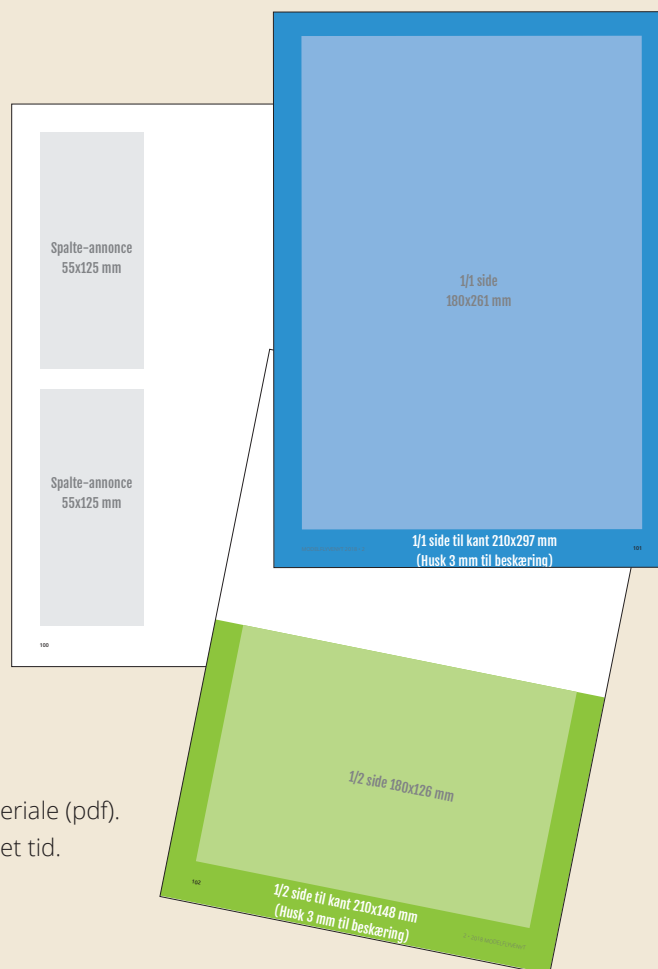 Spalte-annonce
55x125 mm
Spalte-annonce
55x125 mm
100
1/1 side
180x261 mm
1/1 side til kant 210x297 mm
(Husk 3 mm til beskæring)
101
1/2 side 180x126 mm
1/2 side til kant 210x148 mm
(Husk 3 mm til beskæring)
102
eriale (pdf).
et tid.